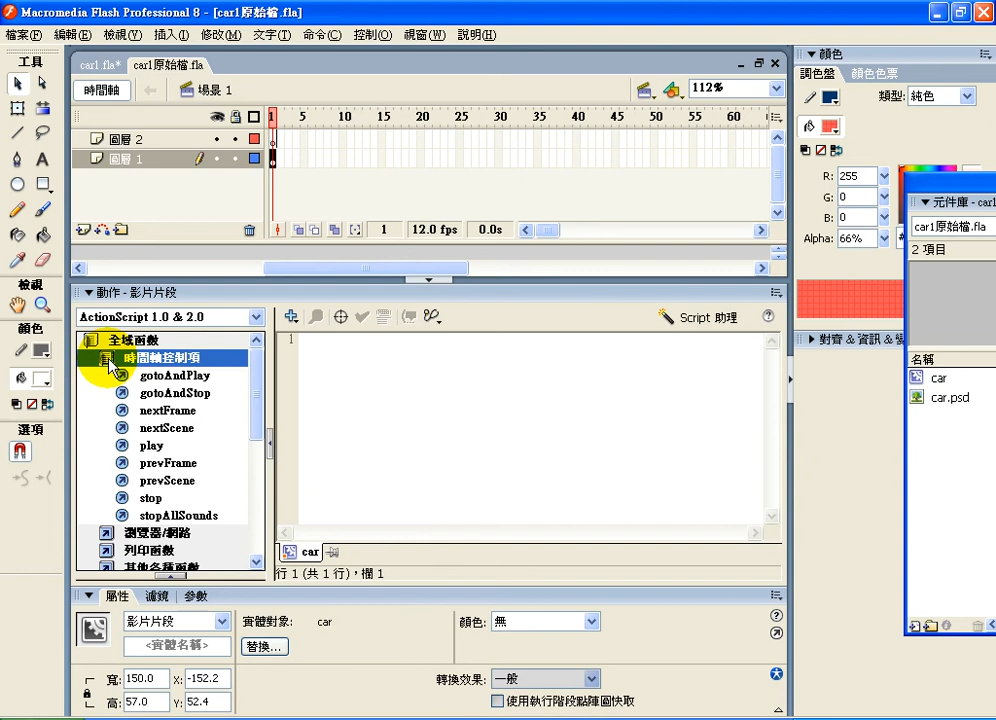 Macromedia Flash Professional 8 - [car1原始檔.fla]
檔案(F) 編輯(E) 檢視(V) 插入(I) 修改(M) 文字(T) 命令(C) 控制(O) 視窗(W) 說明(H)
工具
檢視
顏色
選項
car1.fla* car1原始檔.fla
時間軸 場景 1 112%
1 5 10 15 20 25 30 35 40 45 50 55 60
圖層 2
圖層 1
1 12.0 fps 0.0s
動作 - 影片片段
ActionScript 1.0 & 2.0
全域函數
時間軸控制項
gotoAndPlay
gotoAndStop
nextFrame
nextScene
play
prevFrame
prevScene
stop
stopAllSounds
瀏覽器/網路
列印函數
其他各種函數
Script 助理
1
car
行 1 (共 1 行)，欄 1
屬性 濾鏡 參數
影片片段 實體對象: car 顏色: 無
<實體名稱> 替換...
寬: 150.0 X: -152.2 轉換效果: 一般
高: 57.0 Y: 52.4 使用執行階段點陣圖快取
顏色
調色盤 顏色色票
類型: 純色
R: 255
G: 0
B: 0
Alpha: 66% #
對齊 & 資訊 &
元件庫 - car1
car1原始檔.fla
2 項目
名稱
car
car.psd